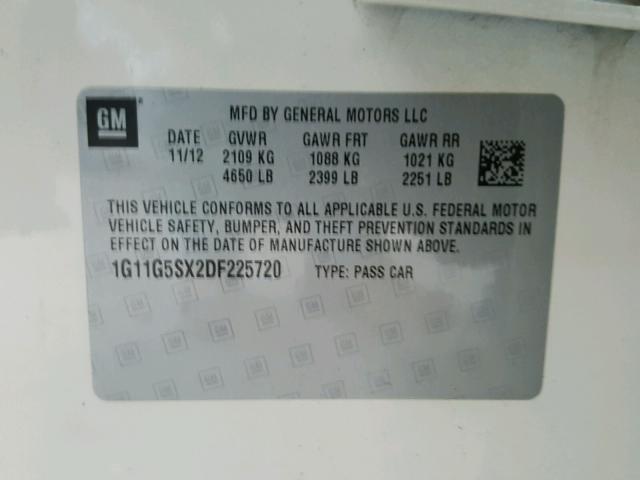 GM
MFD BY GENERAL MOTORS LLC
DATE GVWR GAWR FRT GAWR RR
11/12 2109 KG 1088 KG 1021 KG
4650 LB 2399 LB 2251 LB
THIS VEHICLE CONFORMS TO ALL APPLICABLE U.S. FEDERAL MOTOR
VEHICLE SAFETY, BUMPER, AND THEFT PREVENTION STANDARDS IN
EFFECT ON THE DATE OF MANUFACTURE SHOWN ABOVE.
1G11G5SX2DF225720 TYPE: PASS CAR